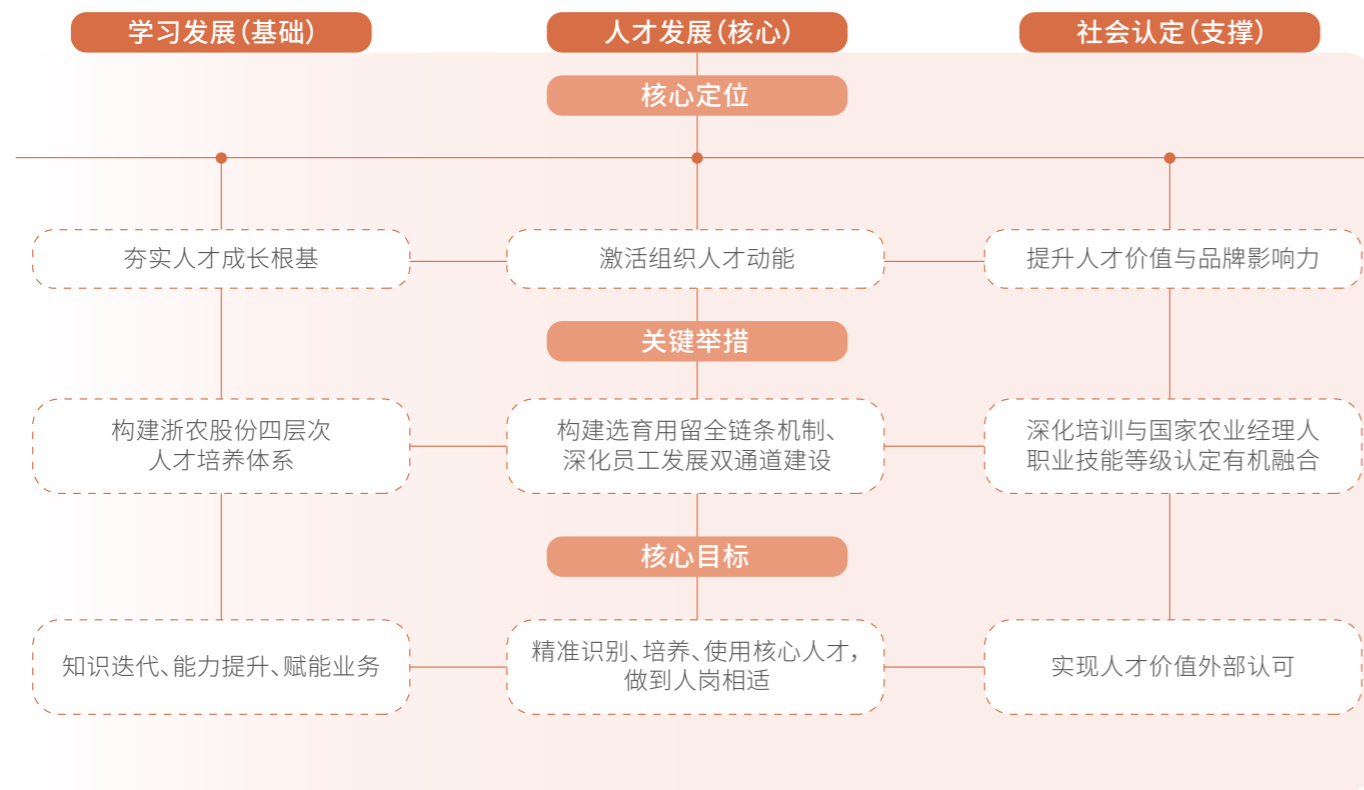 学习发展（基础）
人才发展（核心）
社会认定（支撑）
核心定位
夯实人才成长根基
激活组织人才动能
提升人才价值与品牌影响力
关键举措
构建浙农股份四层次
人才培养体系
构建选育用留全链条机制、
深化员工发展双通道建设
深化培训与国家农业经理人
职业技能等级认定有机融合
核心目标
知识迭代、能力提升、赋能业务
精准识别、培养、使用核心人才，
做到人岗相适
实现人才价值外部认可